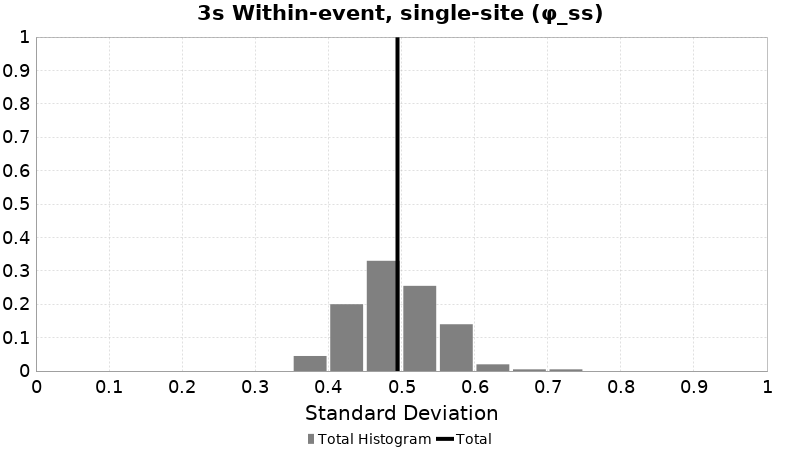 3s Within-event, single-site (φ_ss)
1
0.9
0.8
0.7
0.6
0.5
0.4
0.3
0.2
0.1
0
0 0.1 0.2 0.3 0.4 0.5 0.6 0.7 0.8 0.9 1
Standard Deviation
Total Histogram Total